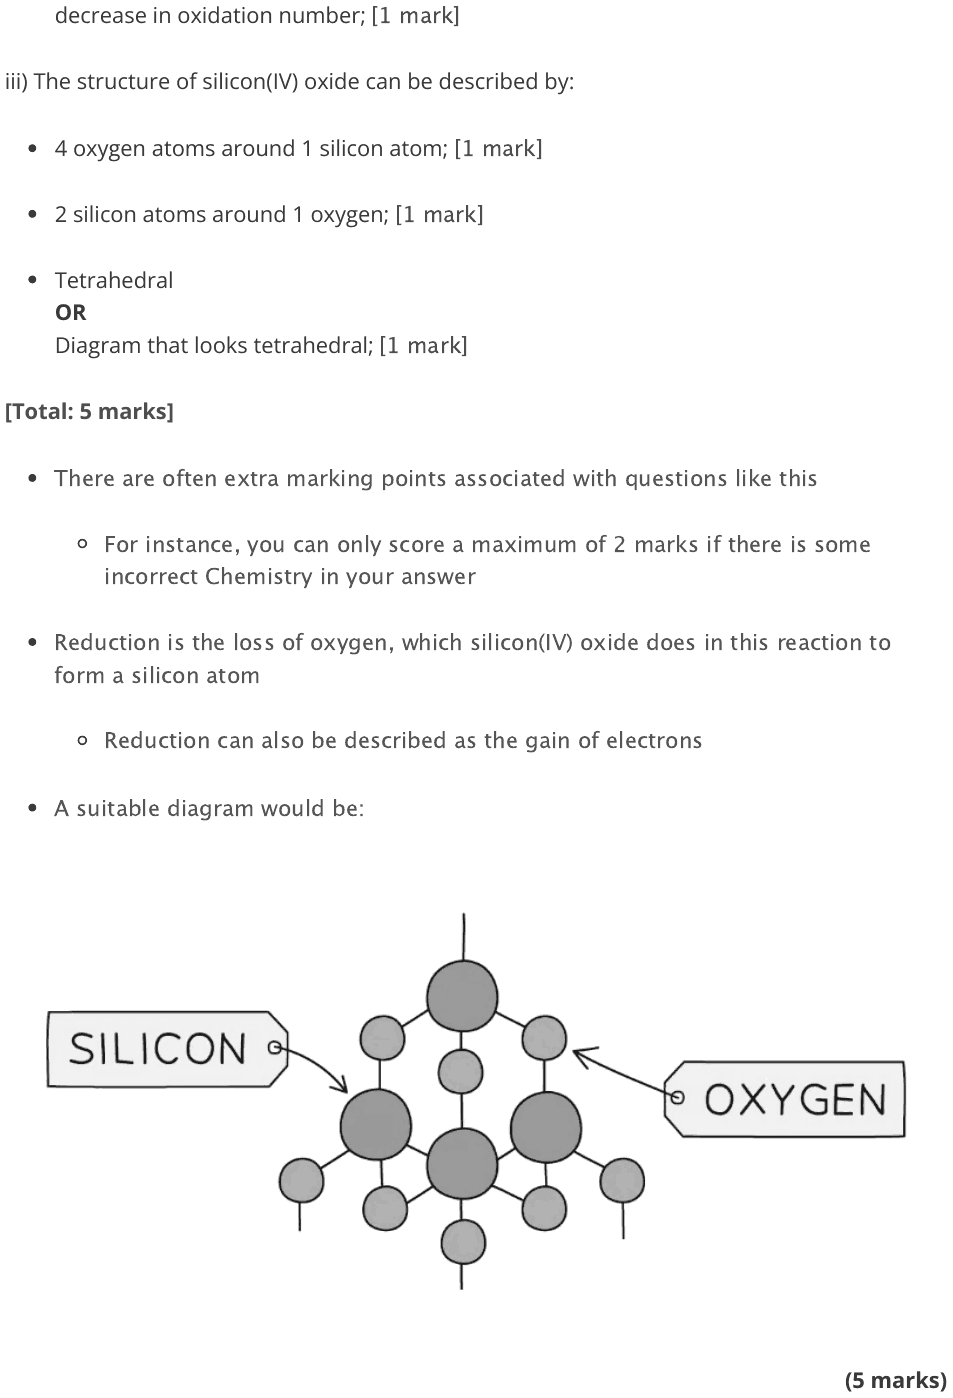 decrease in oxidation number; [1 mark]
iii) The structure of silicon(IV) oxide can be described by:
• 4 oxygen atoms around 1 silicon atom; [1 mark]
• 2 silicon atoms around 1 oxygen; [1 mark]
• Tetrahedral
OR
Diagram that looks tetrahedral; [1 mark]
[Total: 5 marks]
• There are often extra marking points associated with questions like this
○ For instance, you can only score a maximum of 2 marks if there is some
incorrect Chemistry in your answer
• Reduction is the loss of oxygen, which silicon(IV) oxide does in this reaction to
form a silicon atom
○ Reduction can also be described as the gain of electrons
• A suitable diagram would be:
SILICON
OXYGEN
(5 marks)